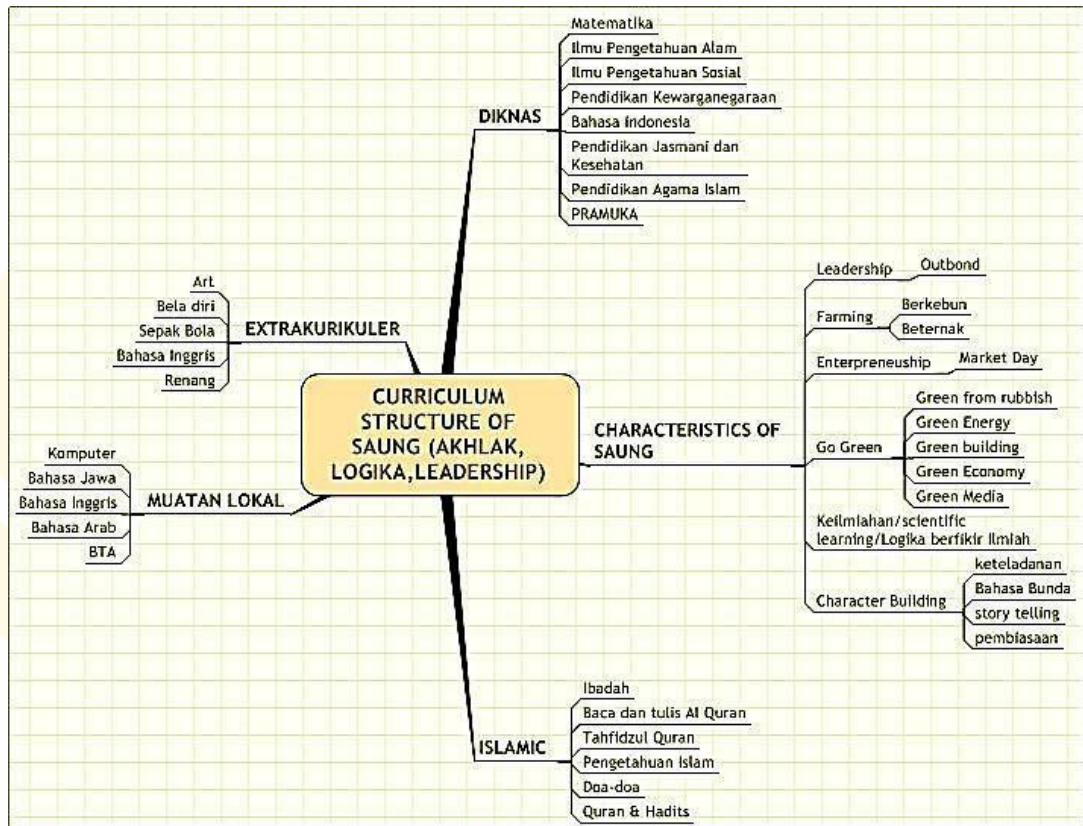 CURRICULUM
STRUCTURE OF
SAUNG (AKHLAK,
LOGIKA,LEADERSHIP)
DIKNAS
Matematika
Ilmu Pengetahuan Alam
Ilmu Pengetahuan Sosial
Pendidikan Kewarganegaraan
Bahasa indonesia
Pendidikan Jasmani dan
Kesehatan
Pendidikan Agama Islam
PRAMUKA
CHARACTERISTICS OF
SAUNG
Leadership
Outbond
Farming
Berkebun
Beternak
Enterpreneuship
Market Day
Go Green
Green from rubbish
Green Energy
Green building
Green Economy
Green Media
Keilmiahan/scientific
learning/Logika berfikir ilmiah
Character Building
keteladanan
Bahasa Bunda
story telling
pembiasaan
ISLAMIC
Ibadah
Baca dan tulis Al Quran
Tahfidzul Quran
Pengetahuan Islam
Doa-doa
Quran & Hadits
MUATAN LOKAL
Komputer
Bahasa Jawa
Bahasa Inggris
Bahasa Arab
BTA
EXTRAKURIKULER
Art
Bela diri
Sepak Bola
Bahasa Inggris
Renang